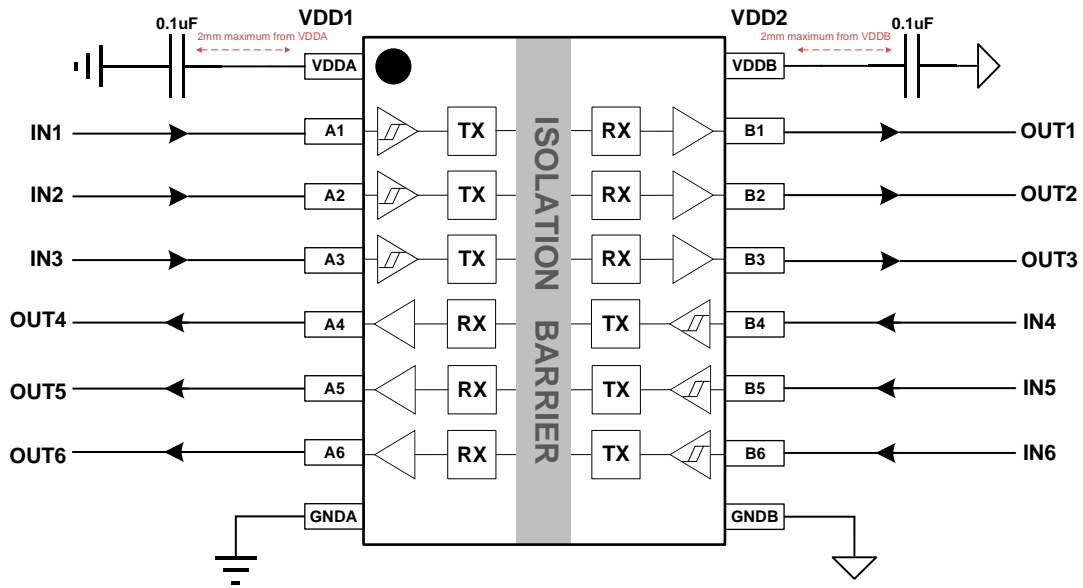 VDD1
VDD2
0.1uF
0.1uF
2mm maximum from VDDA
2mm maximum from VDDB
VDDA
VDDB
IN1
A1
TX
RX
B1
OUT1
IN2
A2
TX
RX
B2
OUT2
IN3
A3
TX
RX
B3
OUT3
OUT4
A4
RX
TX
B4
IN4
OUT5
A5
RX
TX
B5
IN5
OUT6
A6
RX
TX
B6
IN6
GNDA
GNDB
ISOLATION BARRIER